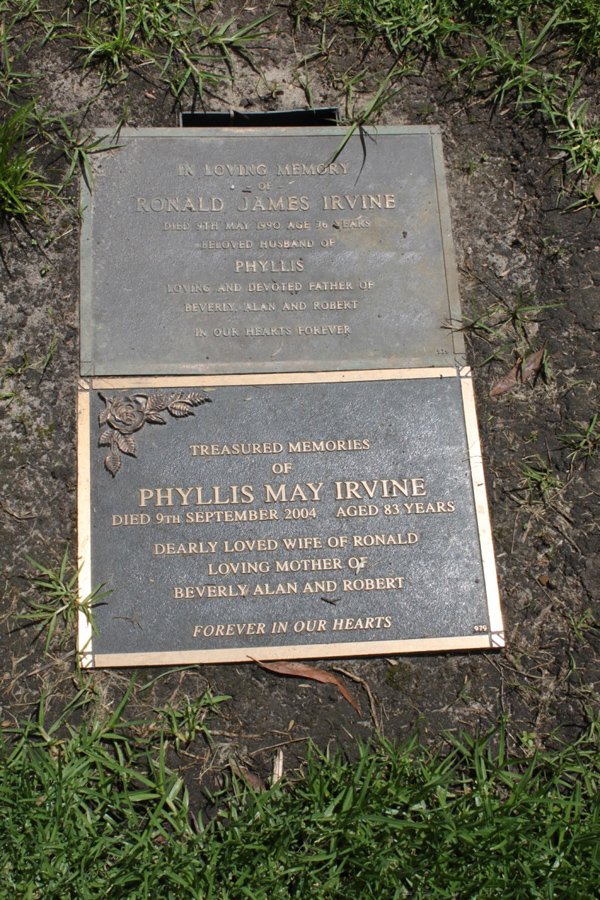 IN LOVING MEMORY
OF
RONALD JAMES IRVINE
DIED 9TH MAY 1990 AGE 76 YEARS
BELOVED HUSBAND OF
PHYLLIS
LOVING AND DEVOTED FATHER OF
BEVERLY, ALAN AND ROBERT
IN OUR HEARTS FOREVER
TREASURED MEMORIES
OF
PHYLLIS MAY IRVINE
DIED 9TH SEPTEMBER 2004 AGED 83 YEARS
DEARLY LOVED WIFE OF RONALD
LOVING MOTHER OF
BEVERLY ALAN AND ROBERT
FOREVER IN OUR HEARTS